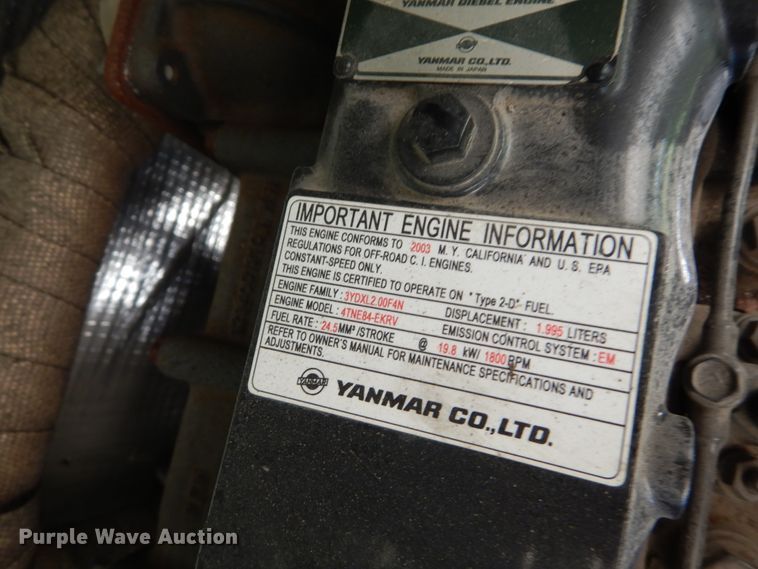 YANMAR DIESEL ENGINE
YANMAR CO.,LTD.
MADE IN JAPAN
IMPORTANT ENGINE INFORMATION
THIS ENGINE CONFORMS TO 2003 M. Y. CALIFORNIA AND U. S. EPA
REGULATIONS FOR OFF-ROAD C. I. ENGINES.
CONSTANT-SPEED ONLY.
THIS ENGINE IS CERTIFIED TO OPERATE ON "Type 2-D" FUEL.
ENGINE FAMILY : 3YDXL2.00F4N DISPLACEMENT : 1.995 LITERS
ENGINE MODEL : 4TNE84-EKRV EMISSION CONTROL SYSTEM : EM
FUEL RATE : 24.5 MM³/STROKE @ 19.8 kW/ 1800 RPM
REFER TO OWNER'S MANUAL FOR MAINTENANCE SPECIFICATIONS AND
ADJUSTMENTS.
YANMAR
YANMAR CO.,LTD.
Purple Wave Auction